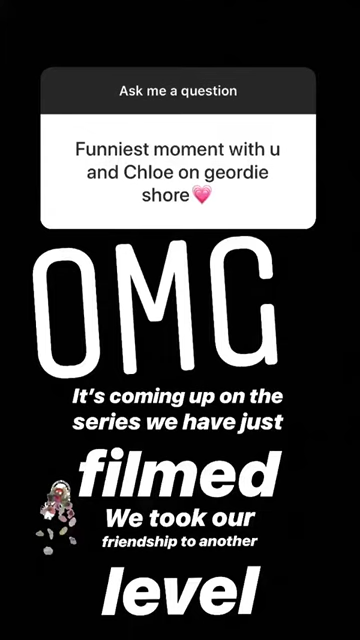 Ask me a question
Funniest moment with u
and Chloe on geordie
shore💗
OMG
It's coming up on the
series we have just
filmed
We took our
friendship to another
level